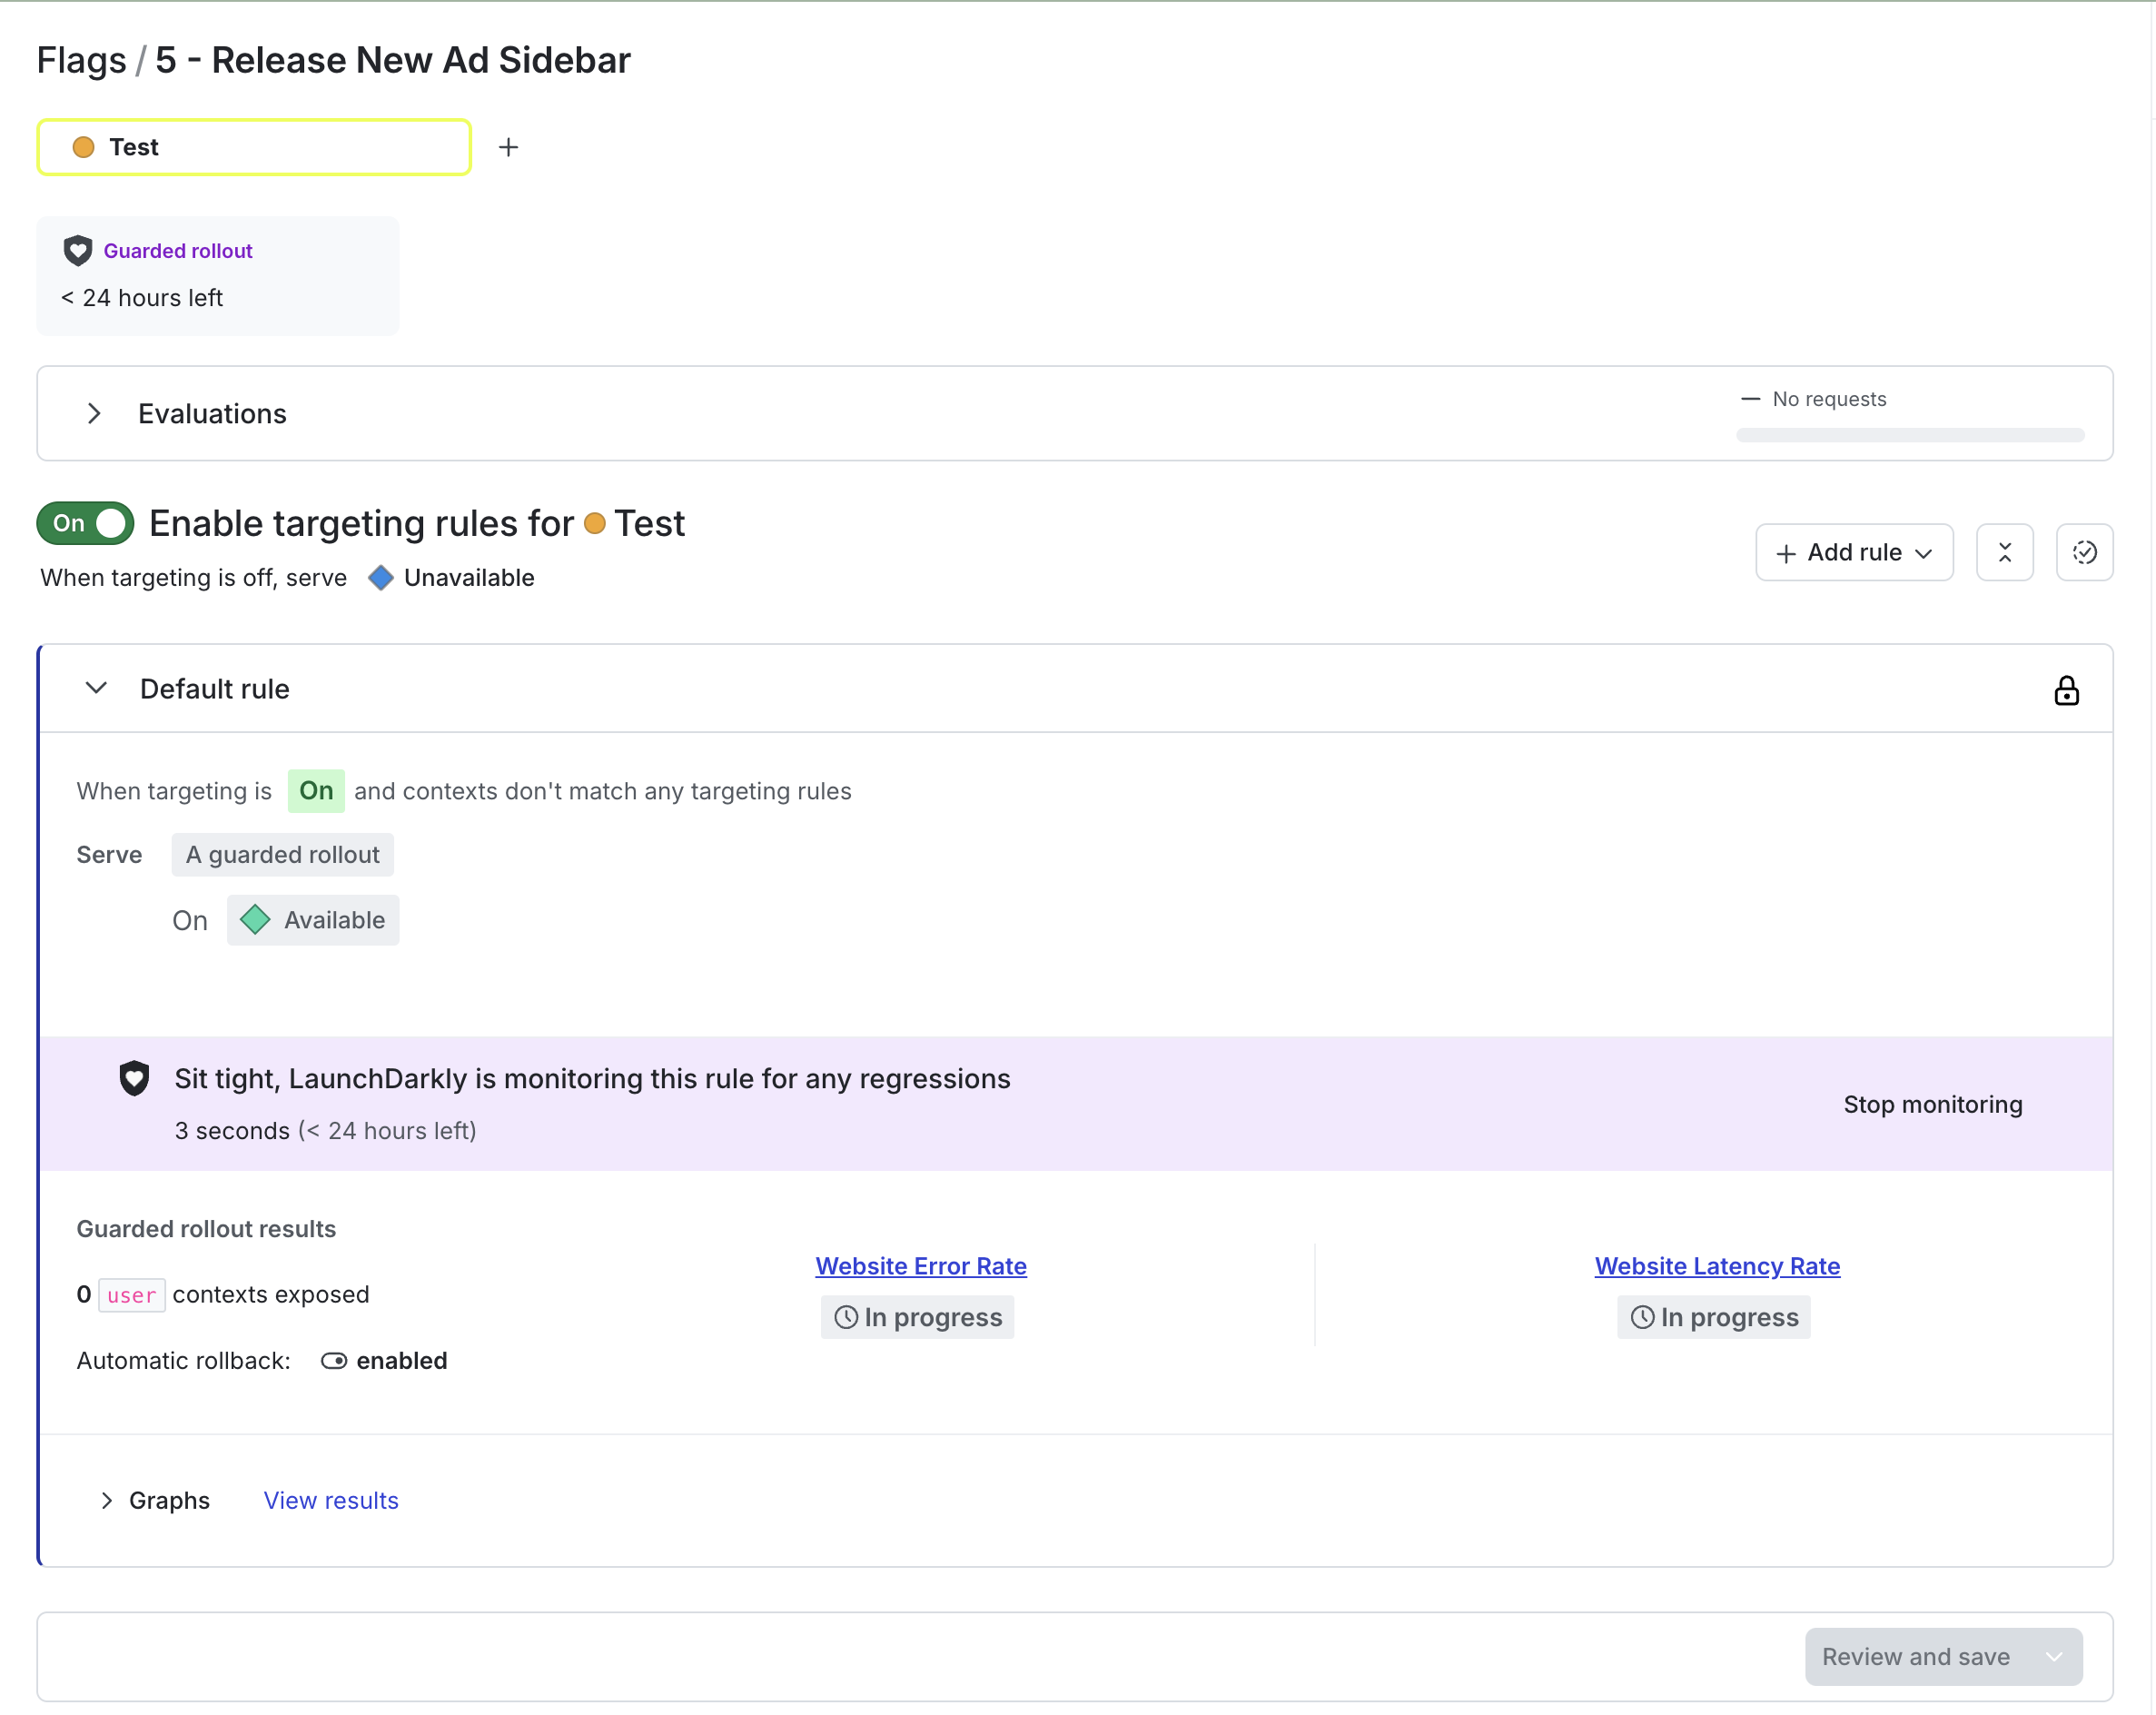 Flags / 5 - Release New Ad Sidebar
Test
Guarded rollout
< 24 hours left
Evaluations
No requests
On Enable targeting rules for Test
When targeting is off, serve Unavailable
Add rule
Default rule
When targeting is On and contexts don't match any targeting rules
Serve A guarded rollout
On Available
Sit tight, LaunchDarkly is monitoring this rule for any regressions
3 seconds (< 24 hours left)
Stop monitoring
Guarded rollout results
0 user contexts exposed
Automatic rollback: enabled
Website Error Rate
In progress
Website Latency Rate
In progress
Graphs View results
Review and save